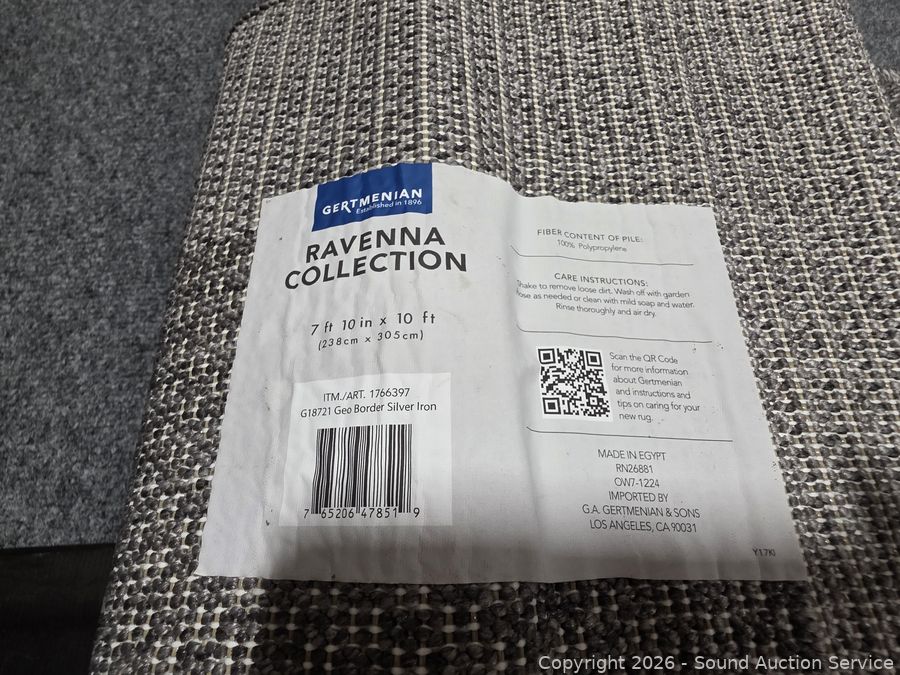 GERTMENIAN
Established in 1896
RAVENNA
COLLECTION
7 ft 10 in x 10 ft
(238cm x 305cm)
ITM./ART. 1766397
G18721 Geo Border Silver Iron
7 65206 47851 9
FIBER CONTENT OF PILE:
100% Polypropylene
CARE INSTRUCTIONS:
Shake to remove loose dirt. Wash off with garden
hose as needed or clean with mild soap and water.
Rinse thoroughly and air dry.
Scan the QR Code
for more information
about Gertmenian
and instructions and
tips on caring for your
new rug.
MADE IN EGYPT
RN26881
OW7-1224
IMPORTED BY
G.A. GERTMENIAN & SONS
LOS ANGELES, CA 90031
Y17KI
Copyright 2026 - Sound Auction Service